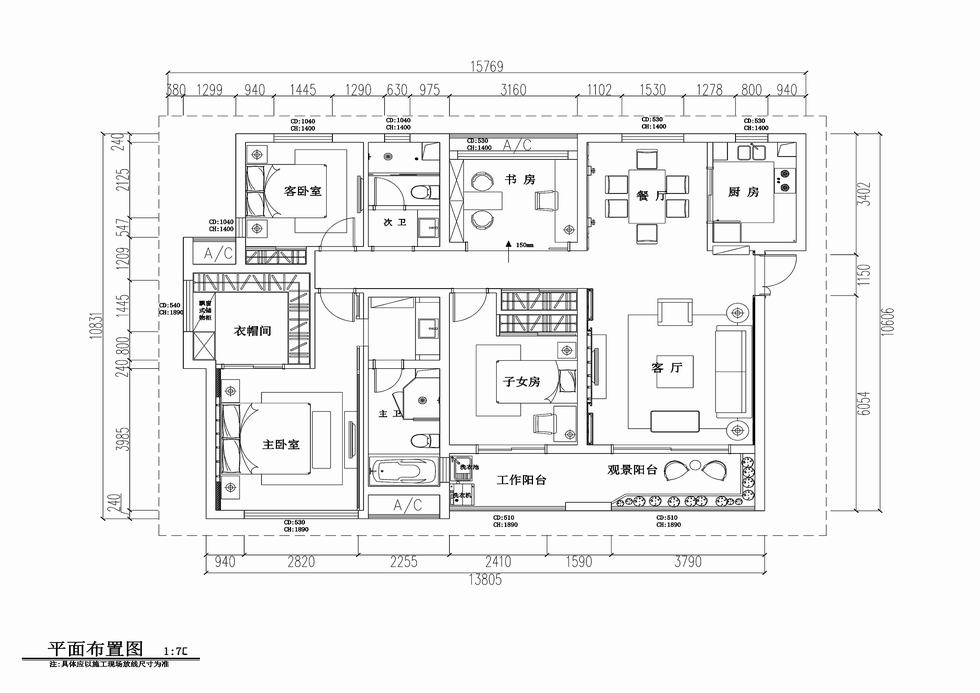 15769
380 1299 940 1445 1290 630 975 3160 1102 1530 1278 800 940
CD:1040
CH:1400
CD:1040
CH:1400
CD:530
CH:1400
A/C
CD:530
CH:1400
CD:530
CH:1400
240
2125
547
1209
1445
800
240
3985
240
10831
客卧室
次 卫
书 房
餐 厅
厨 房
150mm
CD:1040
CH:1400
A/C
CD:540
CH:1890
飘窗
式储
物柜
衣帽间
主卧室
主 卫
子女房
客 厅
3402
1150
6054
10606
洗衣池
洗衣机
工作阳台
观景阳台
A/C
CD:530
CH:1890
CD:510
CH:1890
CD:510
CH:1890
940 2820 2255 2410 1590 3790
13805
平面布置图
注:具体应以施工现场放线尺寸为准